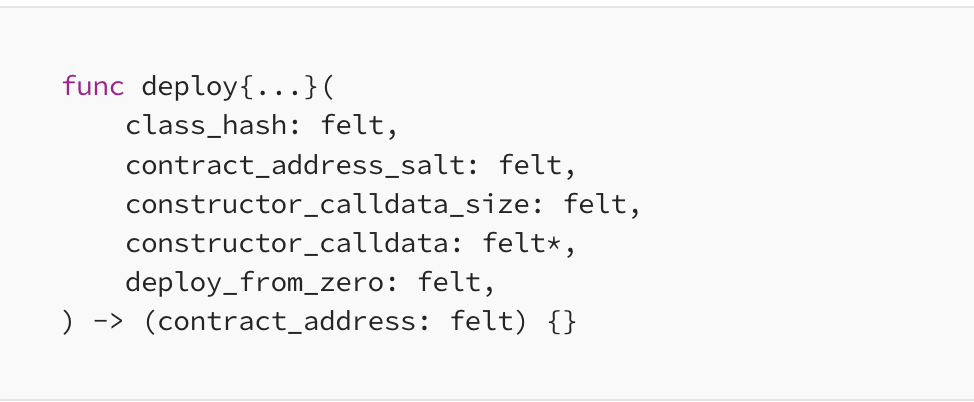 func deploy{...}(
    class_hash: felt,
    contract_address_salt: felt,
    constructor_calldata_size: felt,
    constructor_calldata: felt*,
    deploy_from_zero: felt,
) -> (contract_address: felt) {}